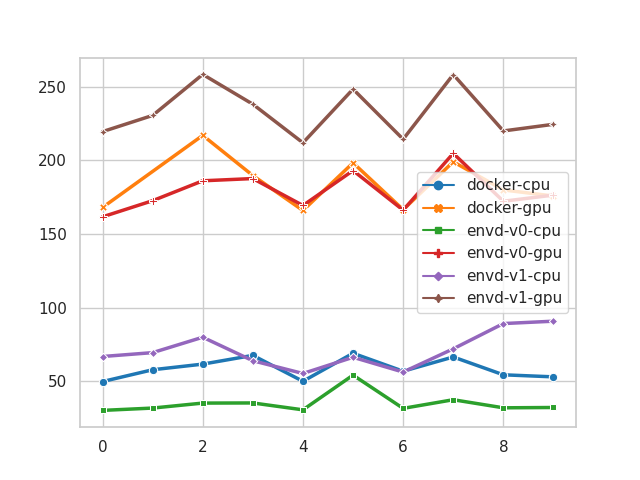 250
200
150
100
50
0
2
4
6
8
docker-cpu
docker-gpu
envd-v0-cpu
envd-v0-gpu
envd-v1-cpu
envd-v1-gpu